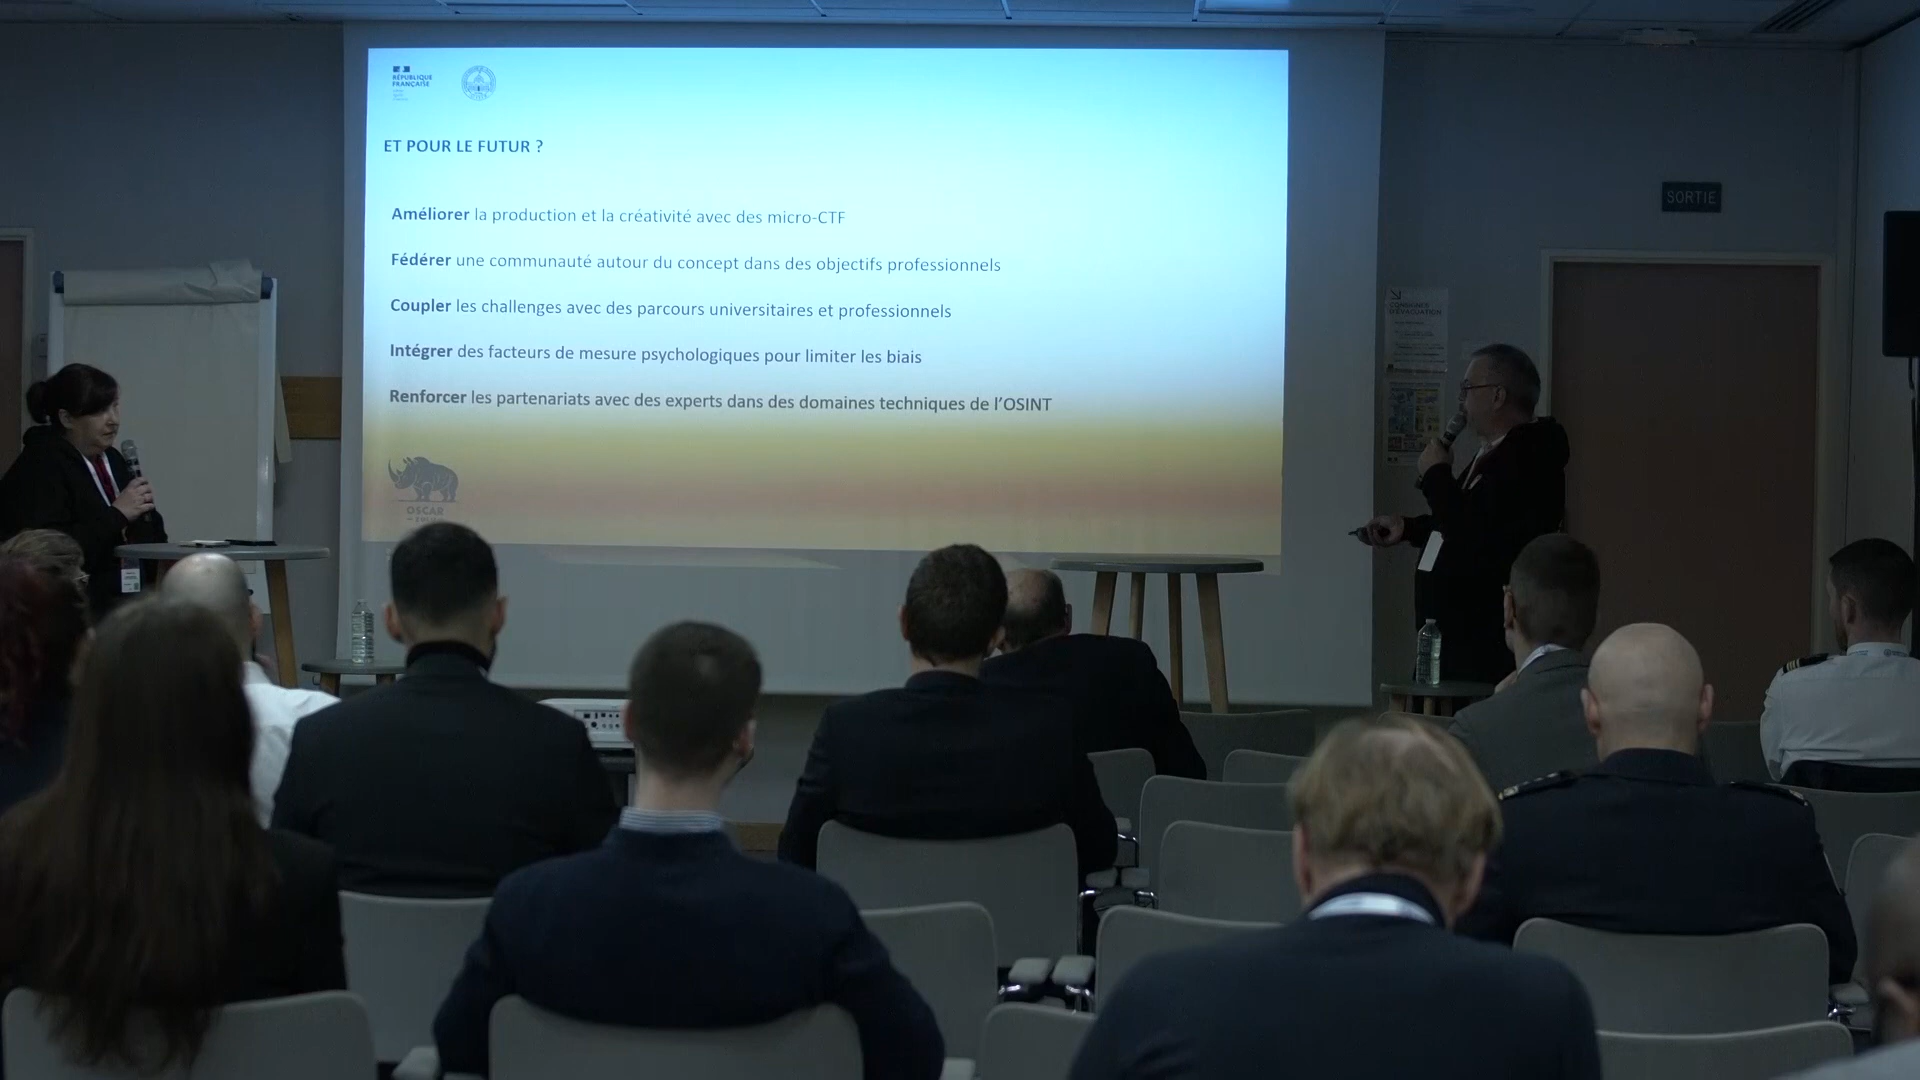 RÉPUBLIQUE
FRANÇAISE
ET POUR LE FUTUR ?
Améliorer la production et la créativité avec des micro-CTF
Fédérer une communauté autour du concept dans des objectifs professionnels
Coupler les challenges avec des parcours universitaires et professionnels
Intégrer des facteurs de mesure psychologiques pour limiter les biais
Renforcer les partenariats avec des experts dans des domaines techniques de l'OSINT
OSCAR
SORTIE
CONSIGNES
D'ÉVACUATION